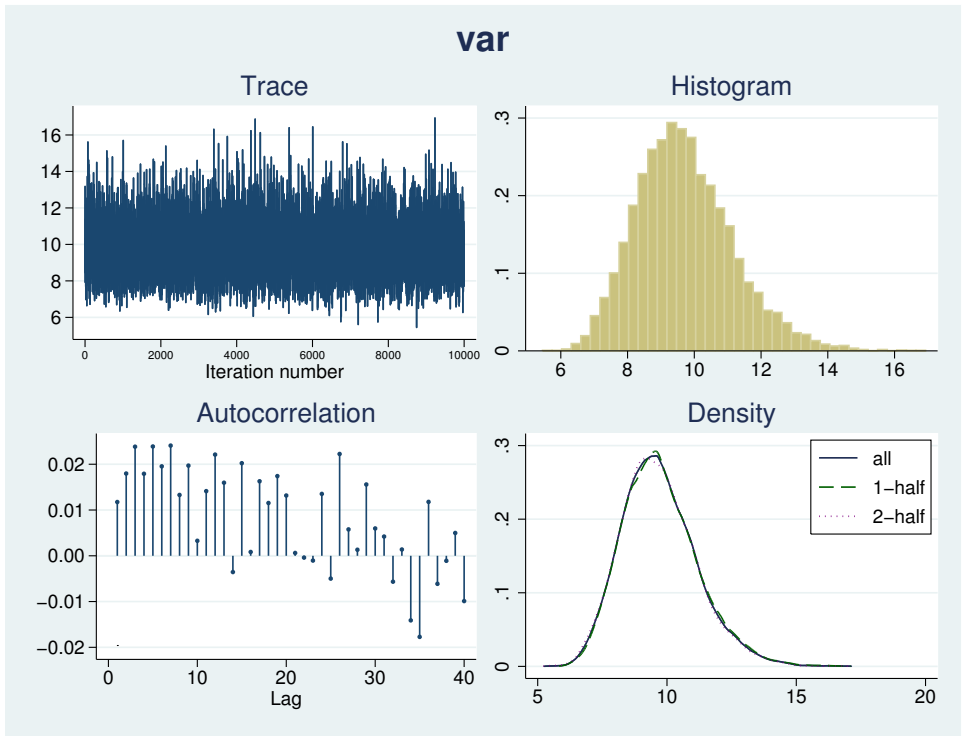 var
Trace
16
14
12
10
8
6
0 2000 4000 6000 8000 10000
Iteration number
Histogram
.3
.2
.1
0
6 8 10 12 14 16
Autocorrelation
0.02
0.01
0.00
−0.01
−0.02
0 10 20 30 40
Lag
Density
.3
.2
.1
0
5 10 15 20
all
1-half
2-half